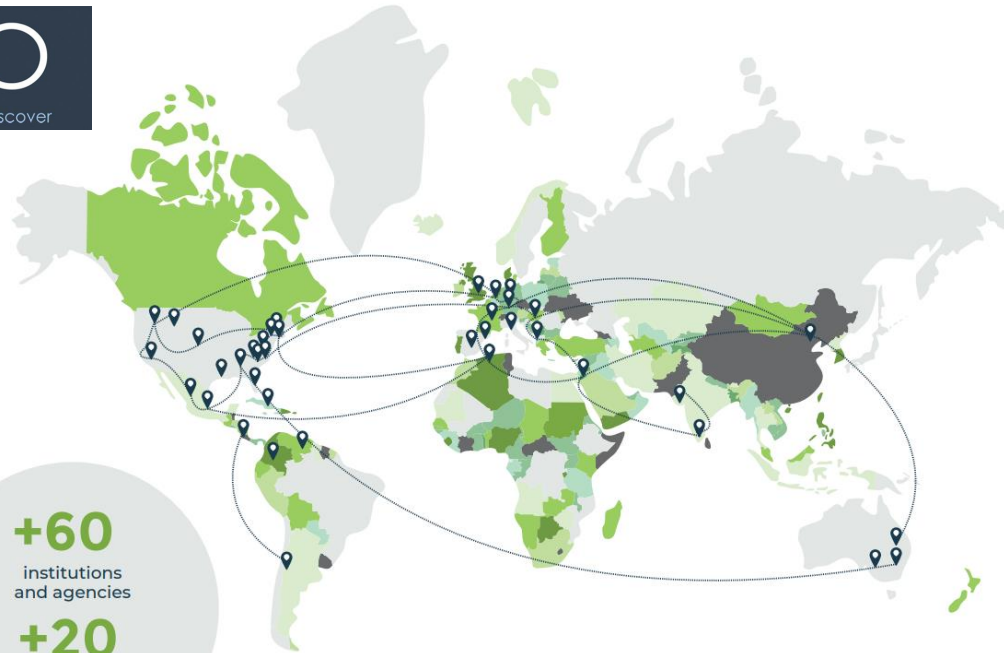 scover
+60
institutions
and agencies
+20